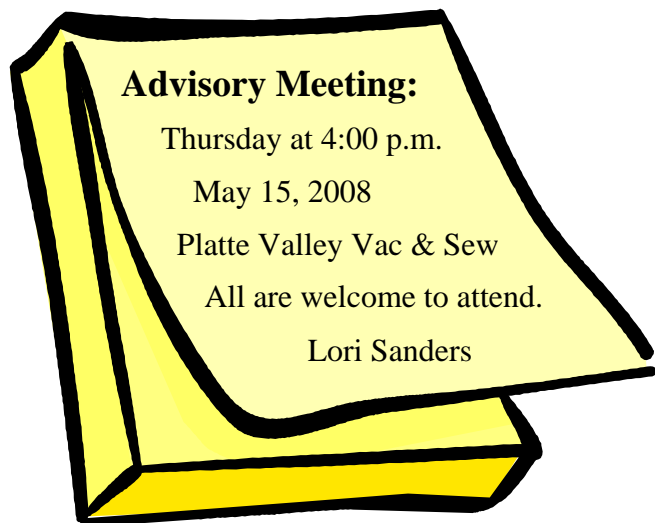 Advisory Meeting:
Thursday at 4:00 p.m.
May 15, 2008
Platte Valley Vac & Sew
All are welcome to attend.
Lori Sanders